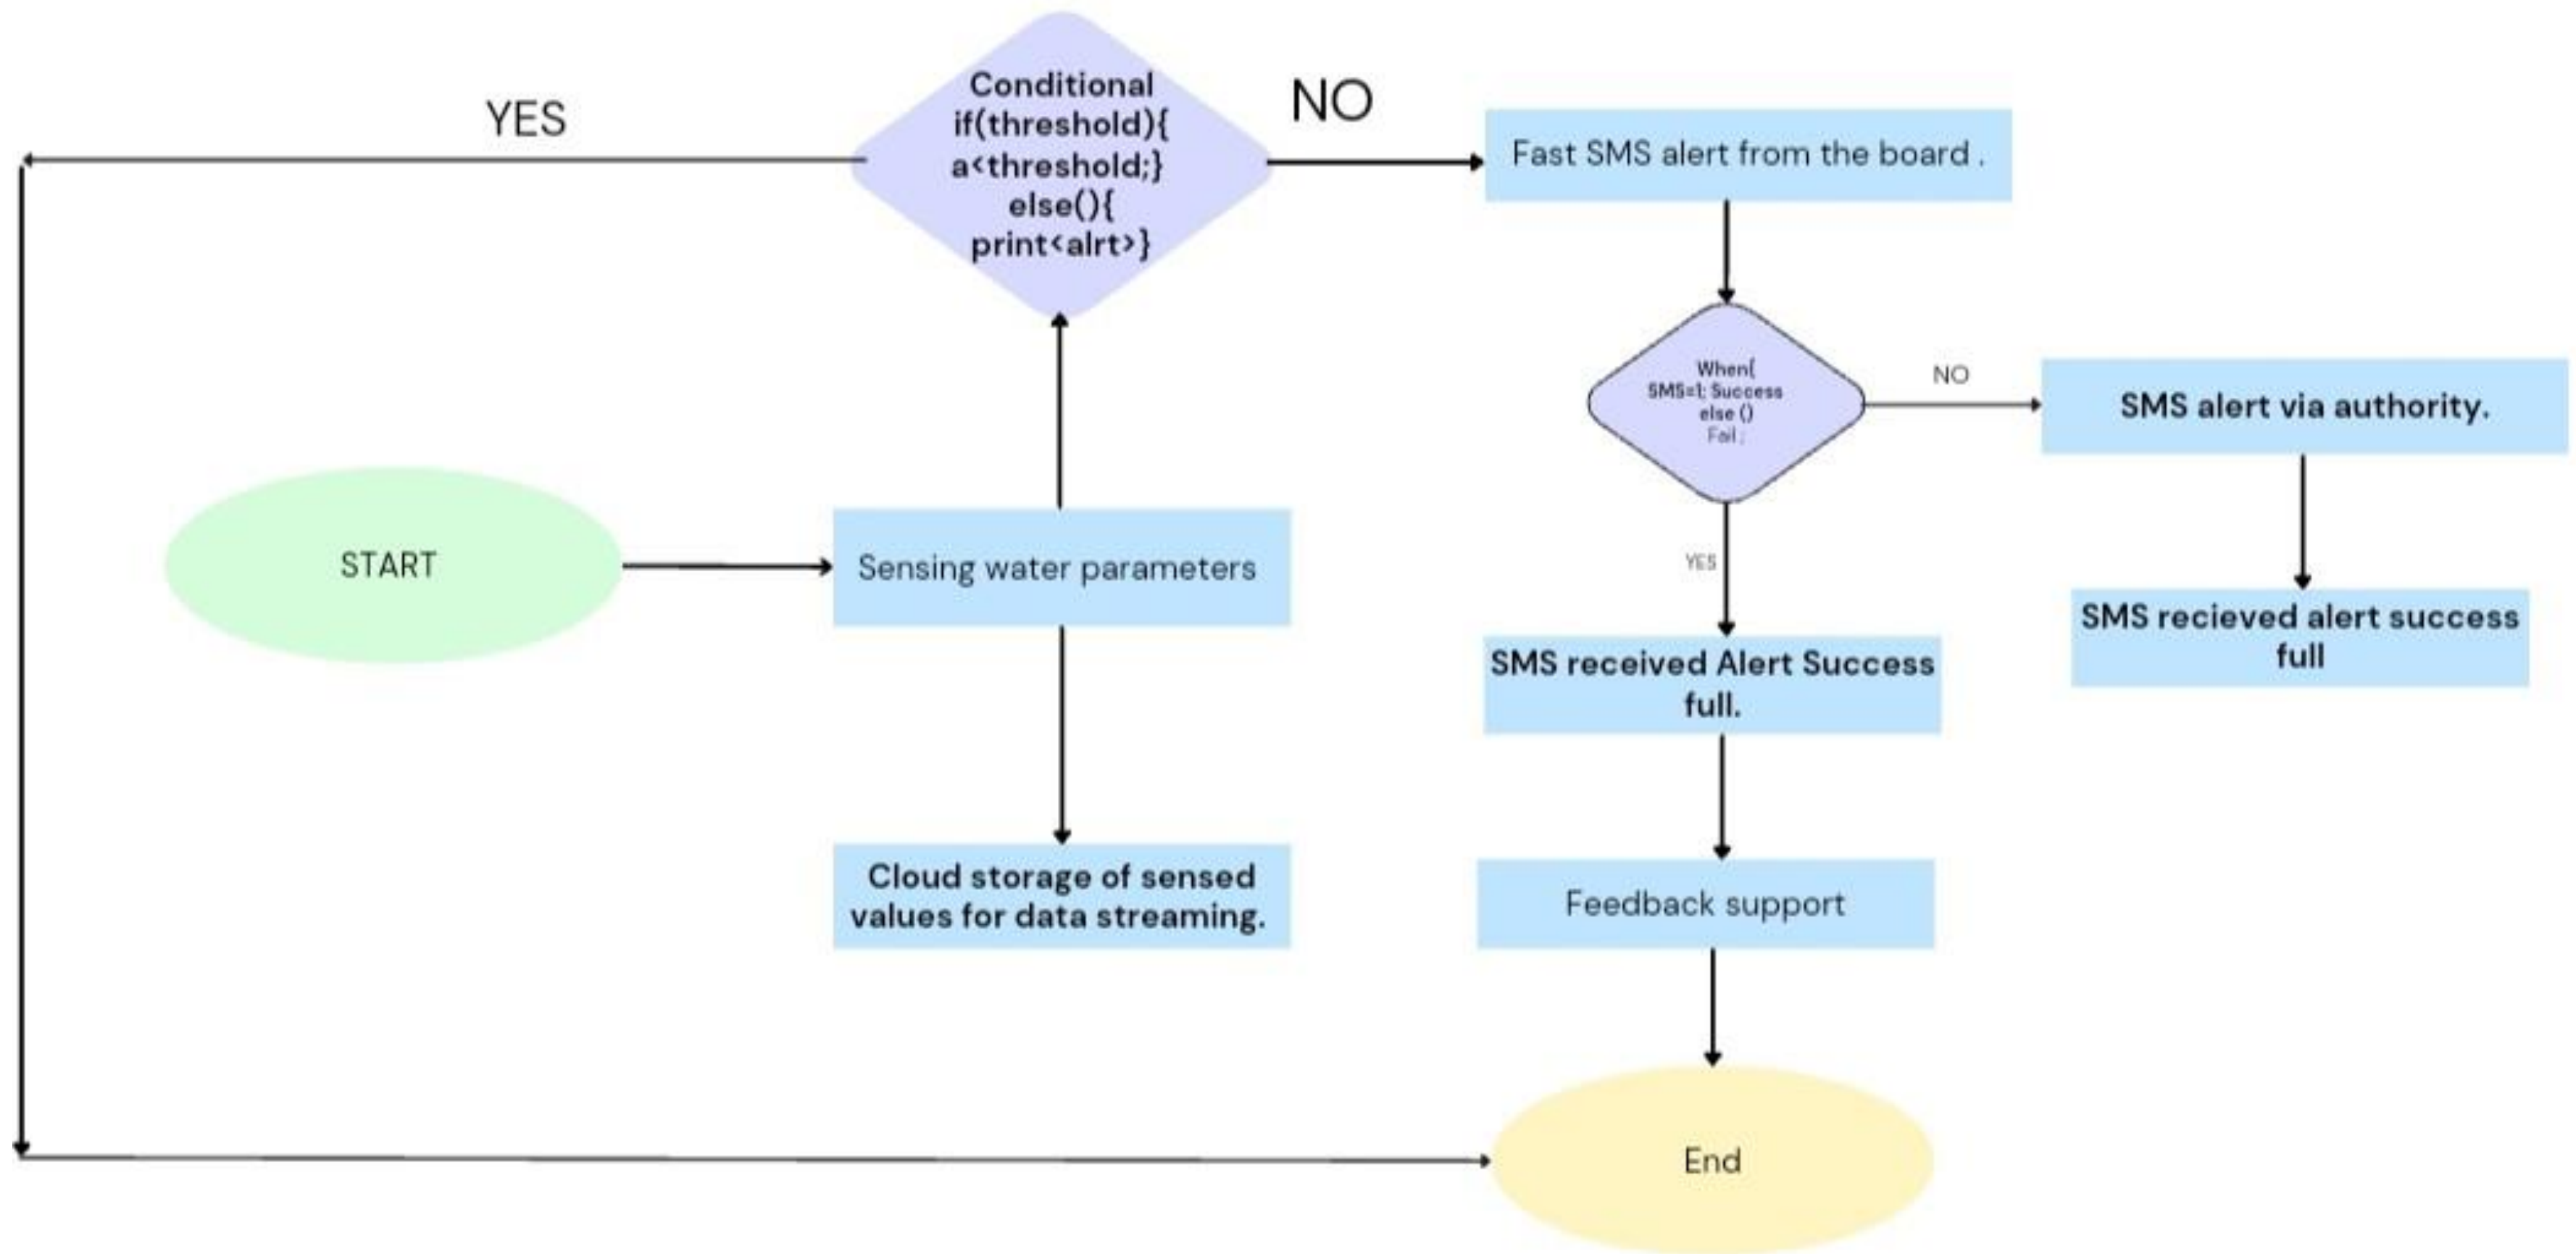 Conditional
if(threshold){
a<threshold;}
else(){
print<alrt>}
YES
NO
Fast SMS alert from the board .
When{
SMS=1; Success
else ()
Fail ;
NO
SMS alert via authority.
START
Sensing water parameters
YES
SMS received Alert Success
full.
SMS recieved alert success
full
Cloud storage of sensed
values for data streaming.
Feedback support
End